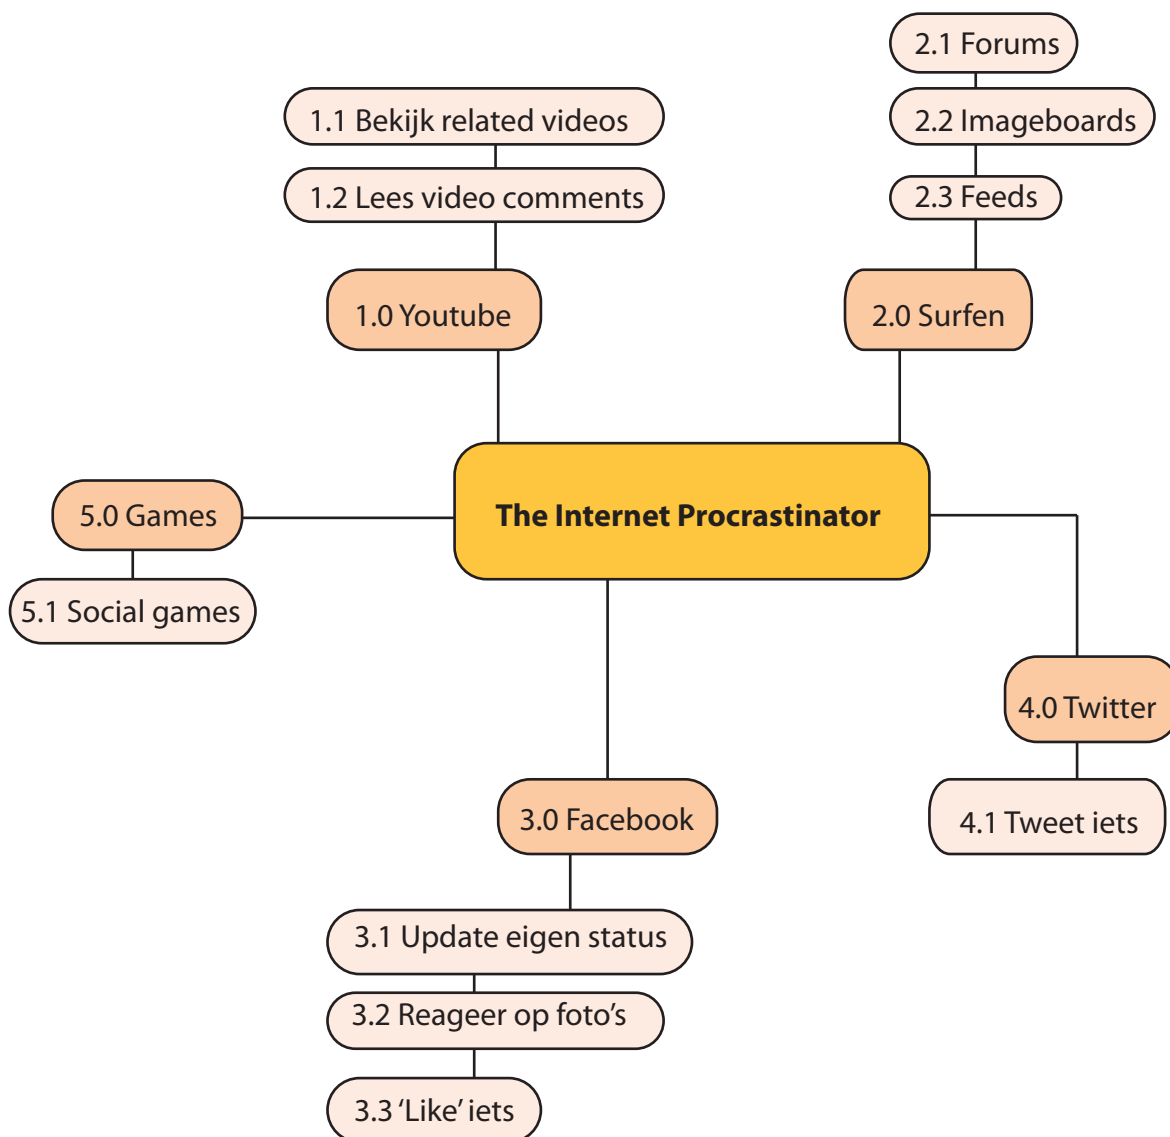 2.1 Forums
2.2 Imageboards
2.3 Feeds
2.0 Surfen
1.1 Bekijk related videos
1.2 Lees video comments
1.0 Youtube
The Internet Procrastinator
5.0 Games
5.1 Social games
4.0 Twitter
4.1 Tweet iets
3.0 Facebook
3.1 Update eigen status
3.2 Reageer op foto’s
3.3 ‘Like’ iets